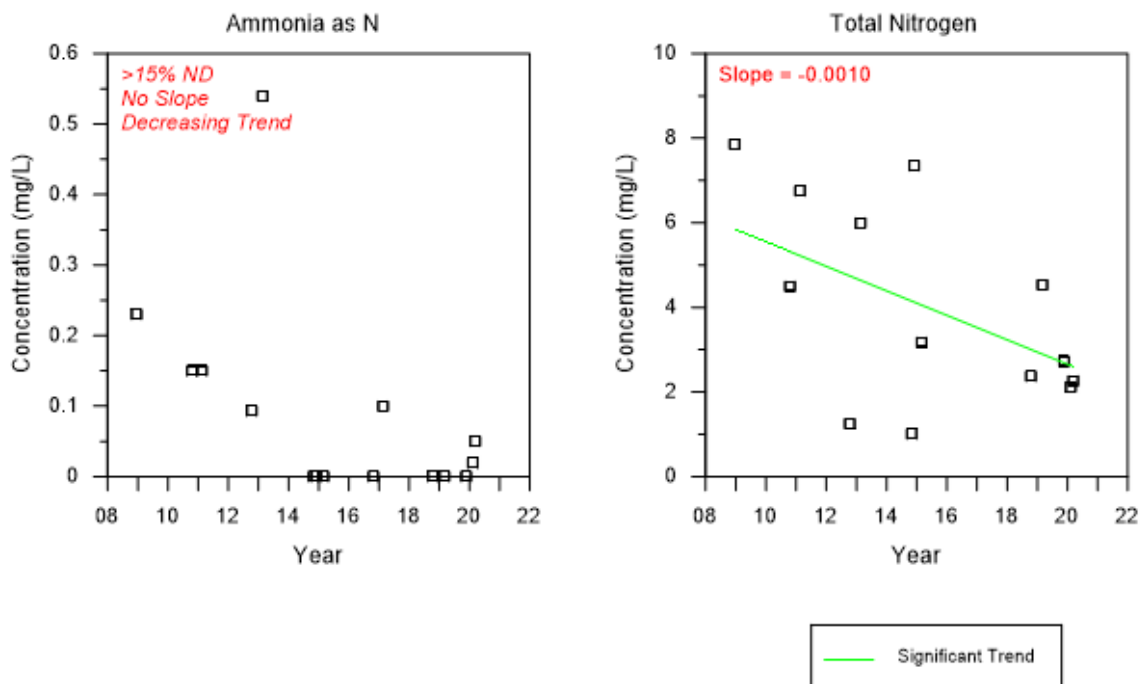 Ammonia as N
>15% ND
No Slope
Decreasing Trend
Concentration (mg/L)
0.6
0.5
0.4
0.3
0.2
0.1
0
08 10 12 14 16 18 20 22
Year
Total Nitrogen
Slope = -0.0010
Concentration (mg/L)
10
8
6
4
2
0
08 10 12 14 16 18 20 22
Year
Significant Trend